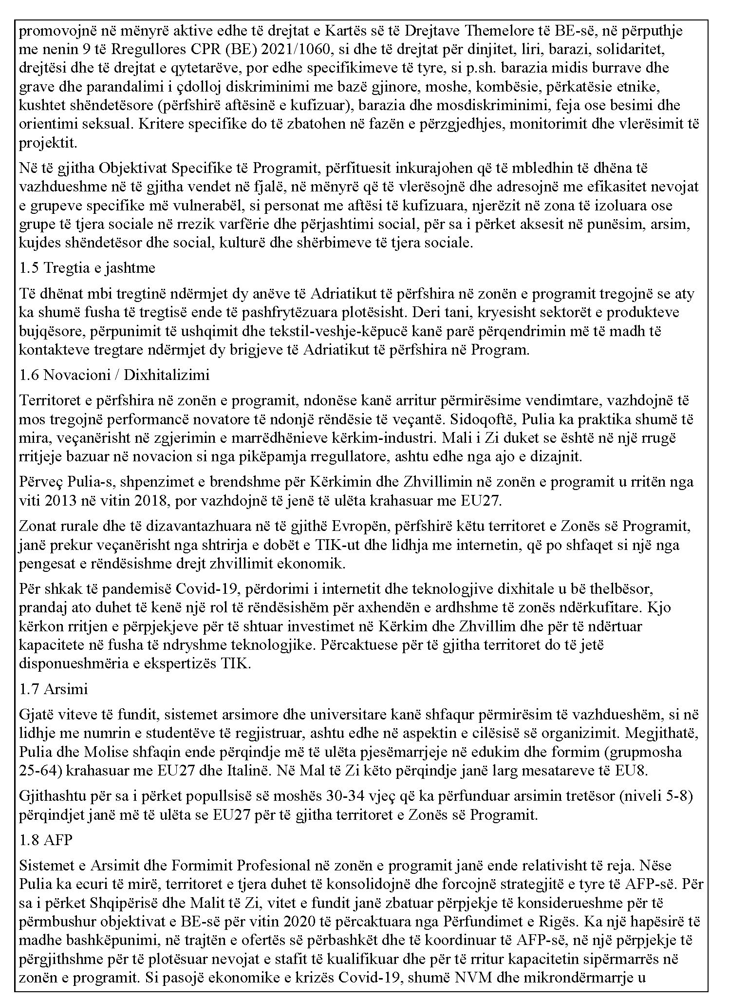 promovojnë në mënyrë aktive edhe të drejtat e Kartës së të Drejtave Themelore të BE-së, në përputhje
me nenin 9 të Rregullores CPR (BE) 2021/1060, si dhe të drejtat për dinjitet, liri, barazi, solidaritet,
drejtësi dhe të drejtat e qytetarëve, por edhe specifikimeve të tyre, si p.sh. barazia midis burrave dhe
grave dhe parandalimi i çdolloj diskriminimi me bazë gjinore, moshe, kombësie, përkatësie etnike,
kushtet shëndetësore (përfshirë aftësinë e kufizuar), barazia dhe mosdiskriminimi, feja ose besimi dhe
orientimi seksual. Kritere specifike do të zbatohen në fazën e përzgjedhjes, monitorimit dhe vlerësimit të
projektit.
Në të gjitha Objektivat Specifike të Programit, përfituesit inkurajohen që të mbledhin të dhëna të
vazhdueshme në të gjitha vendet në fjalë, në mënyrë që të vlerësojnë dhe adresojnë me efikasitet nevojat
e grupeve specifike më vulnerabël, si personat me aftësi të kufizuara, njerëzit në zona të izoluara ose
grupe të tjera sociale në rrezik varfërie dhe përjashtimi social, për sa i përket aksesit në punësim, arsim,
kujdes shëndetësor dhe social, kulturë dhe shërbimeve të tjera sociale.
1.5 Tregtia e jashtme
Të dhënat mbi tregtinë ndërmjet dy anëve të Adriatikut të përfshira në zonën e programit tregojnë se aty
ka shumë fusha të tregtisë ende të pashfrytëzuara plotësisht. Deri tani, kryesisht sektorët e produkteve
bujqësore, përpunimit të ushqimit dhe tekstil-veshje-këpucë kanë parë përqendrimin më të madh të
kontakteve tregtare ndërmjet dy brigjeve të Adriatikut të përfshira në Program.
1.6 Novacioni / Dixhitalizimi
Territoret e përfshira në zonën e programit, ndonëse kanë arritur përmirësime vendimtare, vazhdojnë të
mos tregojnë performancë novatore të ndonjë rëndësie të veçantë. Sidoqoftë, Pulia ka praktika shumë të
mira, veçanërisht në zgjerimin e marrëdhënieve kërkim-industri. Mali i Zi duket se është në një rrugë
rritjeje bazuar në novacion si nga pikëpamja rregullatore, ashtu edhe nga ajo e dizajnit.
Përveç Pulia-s, shpenzimet e brendshme për Kërkimin dhe Zhvillimin në zonën e programit u rritën nga
viti 2013 në vitin 2018, por vazhdojnë të jenë të ulëta krahasuar me EU27.
Zonat rurale dhe të dizavantazhuara në të gjithë Evropën, përfshirë këtu territoret e Zonës së Programit,
janë prekur veçanërisht nga shtrirja e dobët e TIK-ut dhe lidhja me internetin, që po shfaqet si një nga
pengesat e rëndësishme drejt zhvillimit ekonomik.
Për shkak të pandemisë Covid-19, përdorimi i internetit dhe teknologjive dixhitale u bë thelbësor,
prandaj ato duhet të kenë një rol të rëndësishëm për axhendën e ardhshme të zonës ndërkufitare. Kjo
kërkon rritjen e përpjekjeve për të shtuar investimet në Kërkim dhe Zhvillim dhe për të ndërtuar
kapacitete në fusha të ndryshme teknologjike. Përcaktuese për të gjitha territoret do të jetë
disponueshmëria e ekspertizës TIK.
1.7 Arsimi
Gjatë viteve të fundit, sistemet arsimore dhe universitare kanë shfaqur përmirësim të vazhdueshëm, si në
lidhje me numrin e studentëve të regjistruar, ashtu edhe në aspektin e cilësisë së organizimit. Megjithatë,
Pulia dhe Molise shfaqin ende përqindje më të ulëta pjesëmarrjeje në edukim dhe formim (grupmosha
25-64) krahasuar me EU27 dhe Italinë. Në Mal të Zi këto përqindje janë larg mesatareve të EU8.
Gjithashtu për sa i përket popullsisë së moshës 30-34 vjeç që ka përfunduar arsimin tretësor (niveli 5-8)
përqindjet janë më të ulëta se EU27 për të gjitha territoret e Zonës së Programit.
1.8 AFP
Sistemet e Arsimit dhe Formimit Profesional në zonën e programit janë ende relativisht të reja. Nëse
Pulia ka ecuri të mirë, territoret e tjera duhet të konsolidojnë dhe forcojnë strategjitë e tyre të AFP-së. Për
sa i përket Shqipërisë dhe Malit të Zi, vitet e fundit janë zbatuar përpjekje të konsiderueshme për të
përmbushur objektivat e BE-së për vitin 2020 të përcaktuara nga Përfundimet e Rigës. Ka një hapësirë të
madhe bashkëpunimi, në trajtën e ofertës së përbashkët dhe të koordinuar të AFP-së, në një përpjekje të
përgjithshme për të plotësuar nevojat e stafit të kualifikuar dhe për të rritur kapacitetin sipërmarrës në
zonën e programit. Si pasojë ekonomike e krizës Covid-19, shumë NVM dhe mikrondërmarrje u